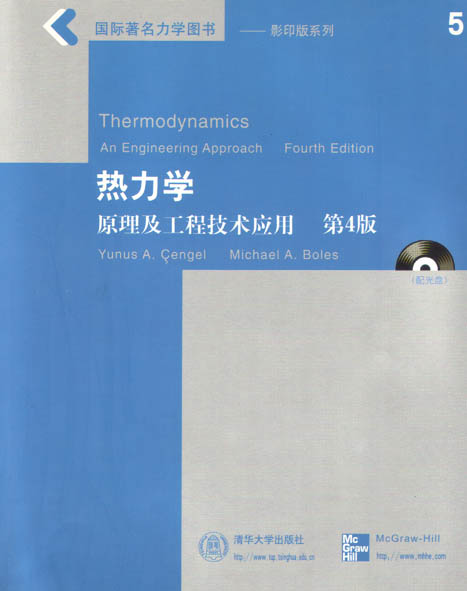 国际著名力学图书 —— 影印版系列 5
Thermodynamics
An Engineering Approach Fourth Edition
热力学
原理及工程技术应用 第4版
Yunus A. Çengel Michael A. Boles
(配光盘)
清华大学出版社
http://www.tup.tsinghua.edu.cn
Mc
Graw
Hill
McGraw-Hill
http://www.mhhe.com